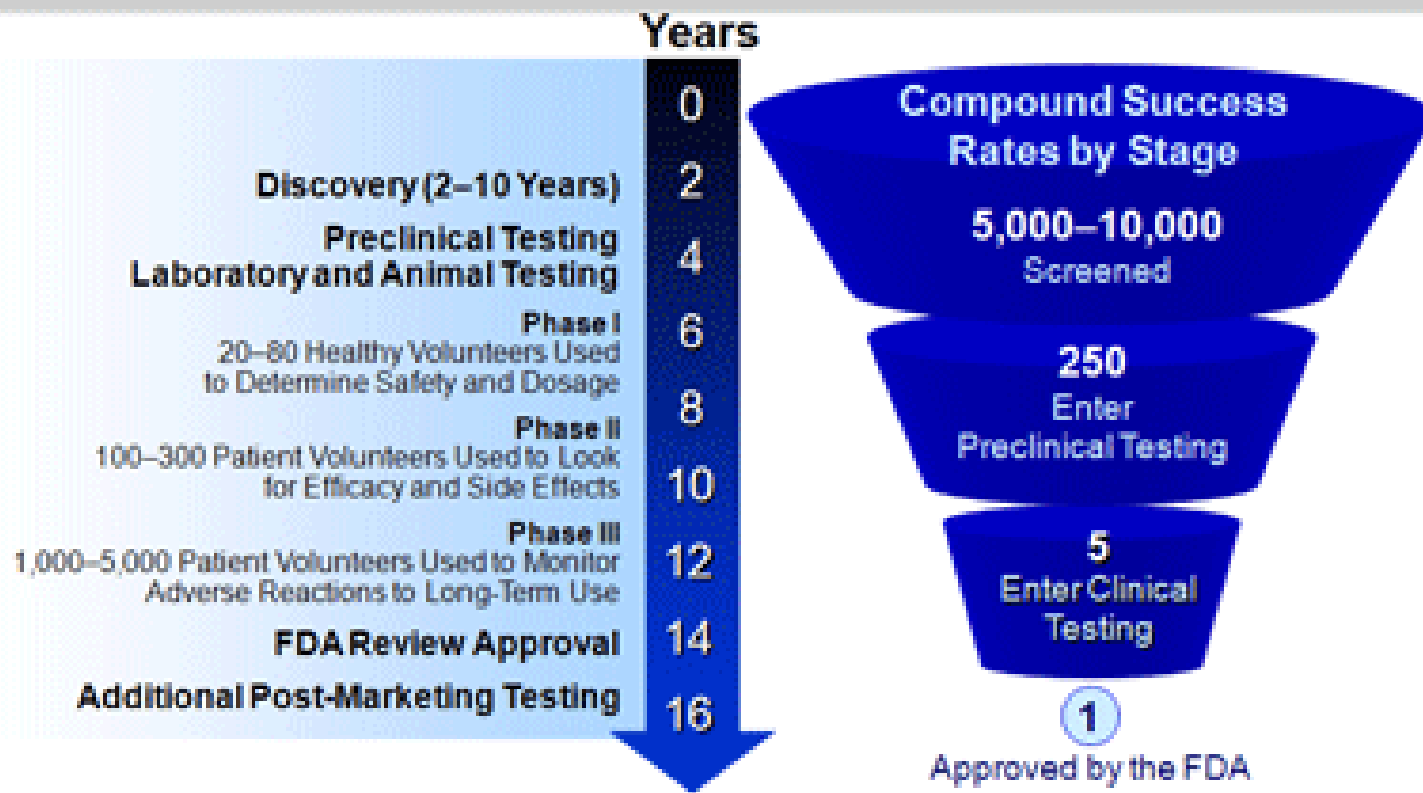 Years
0
2
4
6
8
10
12
14
16
Discovery (2–10 Years)
Preclinical Testing
Laboratory and Animal Testing
Phase I
20–80 Healthy Volunteers Used
to Determine Safety and Dosage
Phase II
100–300 Patient Volunteers Used to Look
for Efficacy and Side Effects
Phase III
1,000–5,000 Patient Volunteers Used to Monitor
Adverse Reactions to Long-Term Use
FDA Review Approval
Additional Post-Marketing Testing
Compound Success
Rates by Stage
5,000–10,000
Screened
250
Enter
Preclinical Testing
5
Enter Clinical
Testing
1
Approved by the FDA